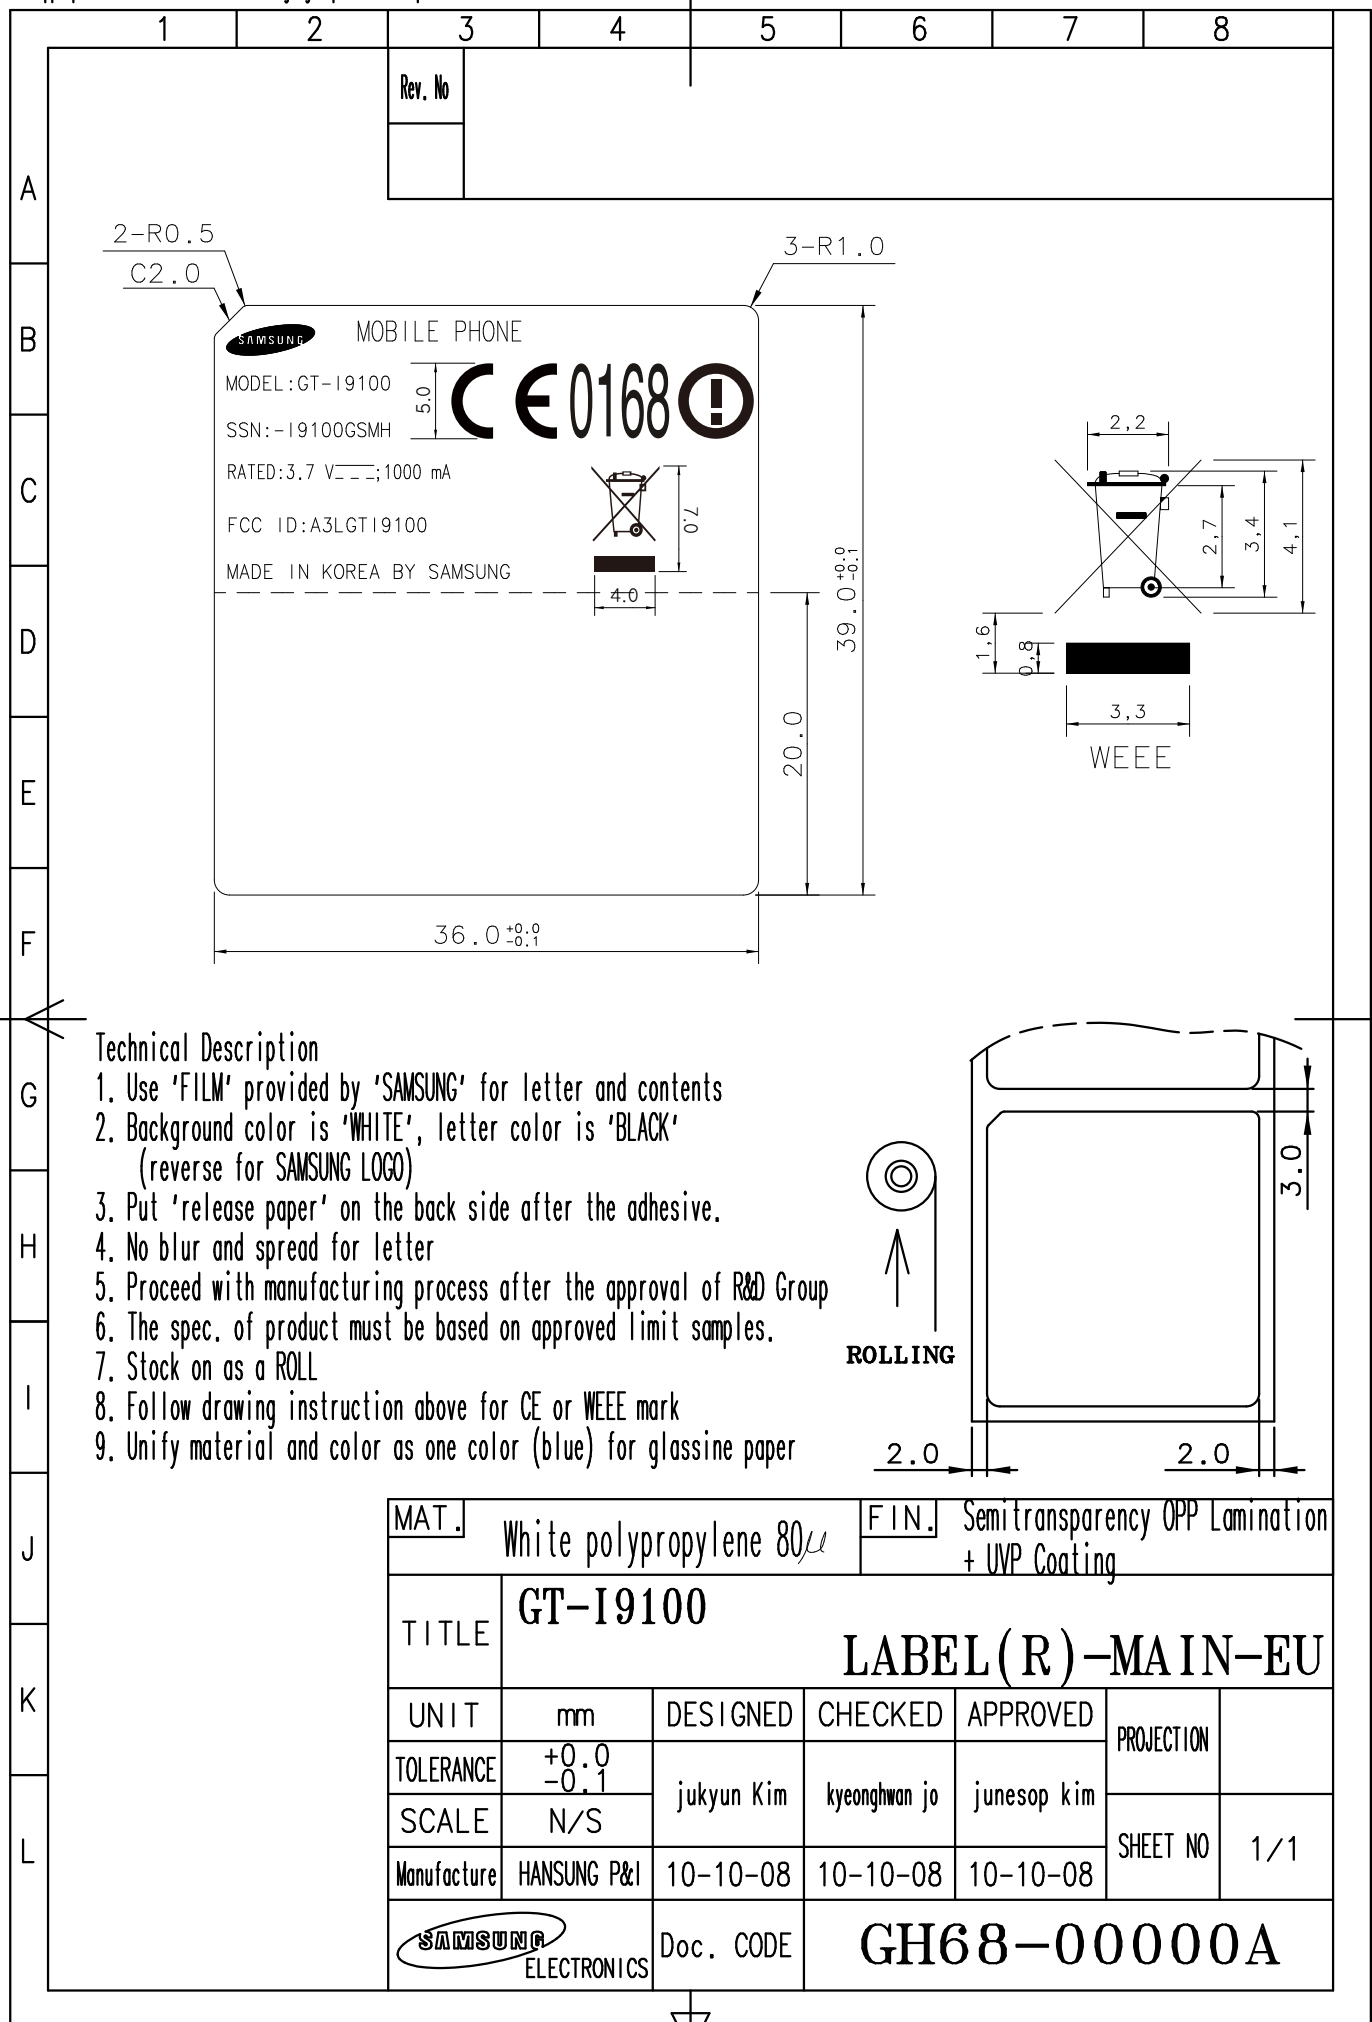 1 2 3 4 5 6 7 8
Rev. No
A
B
C
D
E
F
G
H
I
J
K
L
2-R0.5
C2.0
3-R1.0
SAMSUNG
MOBILE PHONE
MODEL:GT-I9100
5.0
CE0168
SSN:-I9100GSMH
RATED:3.7 V;1000 mA
FCC ID:A3LGTI9100
7.0
MADE IN KOREA BY SAMSUNG
4.0
39.0 +0.0 -0.1
20.0
36.0 +0.0 -0.1
2,2
2,7
3,4
4,1
1,6
0,8
3,3
WEEE
Technical Description
1. Use 'FILM' provided by 'SAMSUNG' for letter and contents
2. Background color is 'WHITE', letter color is 'BLACK'
(reverse for SAMSUNG LOGO)
3. Put 'release paper' on the back side after the adhesive.
4. No blur and spread for letter
5. Proceed with manufacturing process after the approval of R&D Group
6. The spec. of product must be based on approved limit samples.
7. Stock on as a ROLL
8. Follow drawing instruction above for CE or WEEE mark
9. Unify material and color as one color (blue) for glassine paper
ROLLING
3.0
2.0
2.0
MAT. White polypropylene 80μ
FIN. Semitransparency OPP Lamination
+ UVP Coating
TITLE GT-I9100
LABEL(R)-MAIN-EU
UNIT mm DESIGNED CHECKED APPROVED PROJECTION
TOLERANCE +0.0 -0.1 jukyun Kim kyeonghwan jo junesop kim
SCALE N/S SHEET NO 1/1
Manufacture HANSUNG P&I 10-10-08 10-10-08 10-10-08
SAMSUNG ELECTRONICS Doc. CODE GH68-00000A